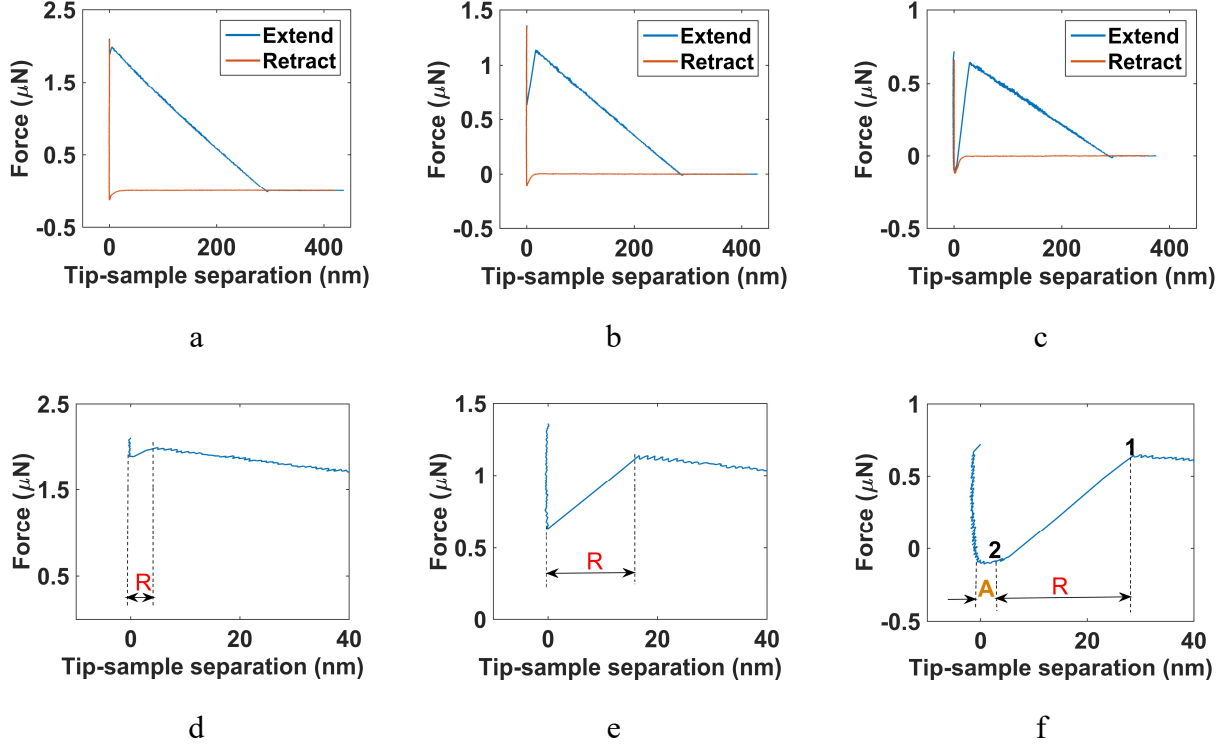 2.5
2
1.5
1
0.5
0
-0.5
Force (μN)
Extend
Retract
0 200 400
Tip-sample separation (nm)
a
1.5
1
0.5
0
-0.5
Force (μN)
Extend
Retract
0 200 400
Tip-sample separation (nm)
b
1
0.5
0
-0.5
Force (μN)
Extend
Retract
0 200 400
Tip-sample separation (nm)
c
2.5
1.5
0.5
Force (μN)
R
0 20 40
Tip-sample separation (nm)
d
1.5
1
0.5
0
Force (μN)
R
0 20 40
Tip-sample separation (nm)
e
1
0.5
0
-0.5
Force (μN)
1
2
A R
0 20 40
Tip-sample separation (nm)
f